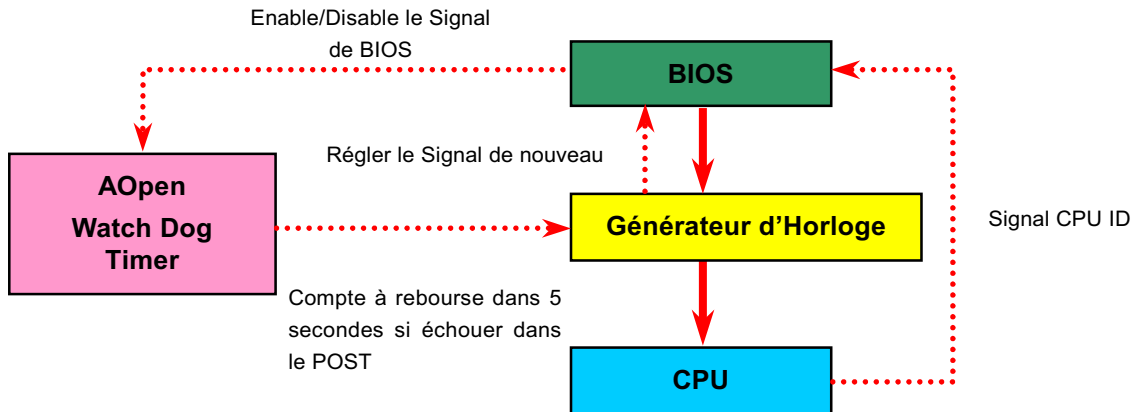 Enable/Disable le Signal
de BIOS
BIOS
Régler le Signal de nouveau
AOpen
Watch Dog
Timer
Générateur d’Horloge
Signal CPU ID
Compte à rebourse dans 5
secondes si échouer dans
le POST
CPU